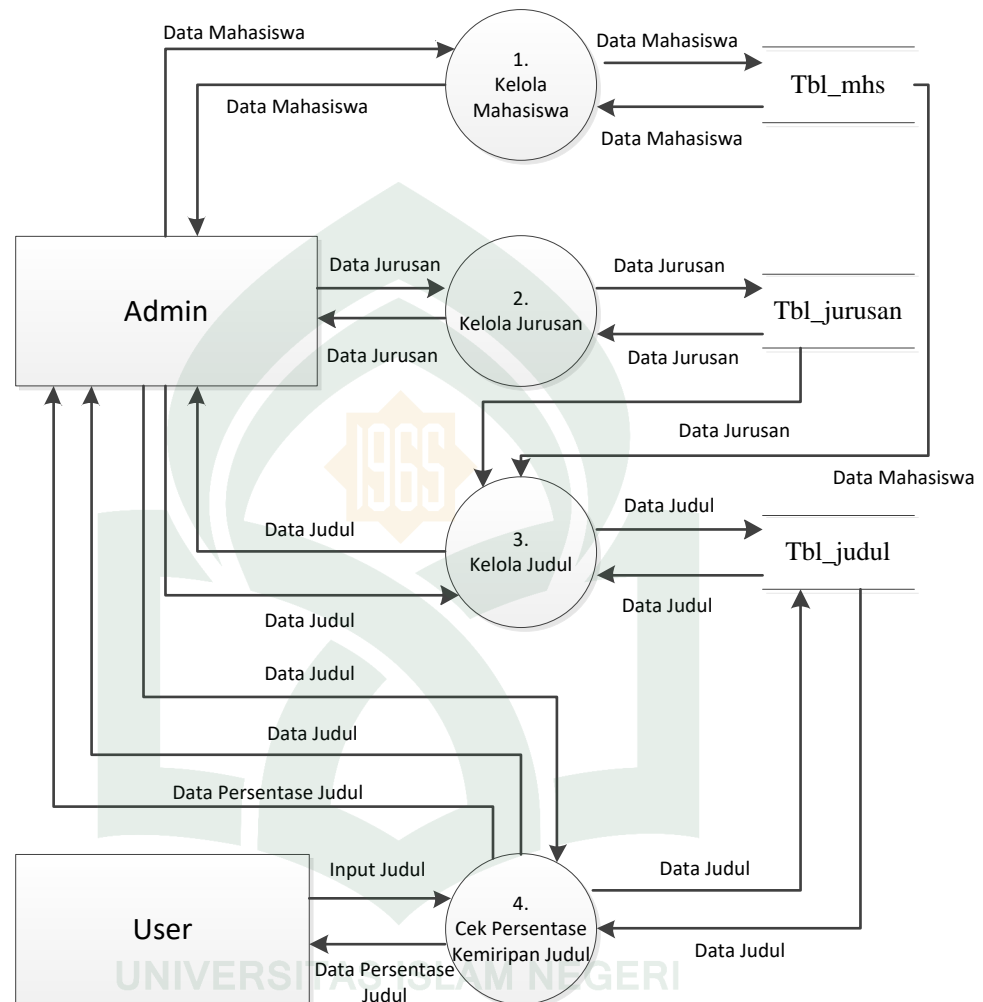 Data Mahasiswa
Data Mahasiswa
1.
Kelola
Mahasiswa
Data Mahasiswa
Data Mahasiswa
Tbl_mhs
Admin
Data Jurusan
Data Jurusan
2.
Kelola Jurusan
Data Jurusan
Data Jurusan
Tbl_jurusan
Data Jurusan
Data Mahasiswa
1965
Data Judul
Data Judul
3.
Kelola Judul
Data Judul
Data Judul
Tbl_judul
Data Judul
Data Judul
Data Persentase Judul
User
Input Judul
Data Persentase
Judul
4.
Cek Persentase
Kemiripan Judul
Data Judul
Data Judul
UNIVERSITAS ISLAM NEGERI